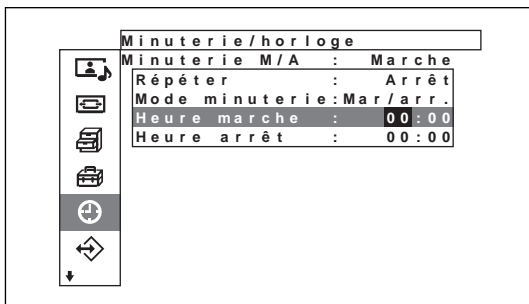 Minuterie/horloge
Minuterie M/A : Marche
Répéter : Arrêt
Mode minuterie:Mar/arr.
Heure marche : 00:00
Heure arrêt : 00:00